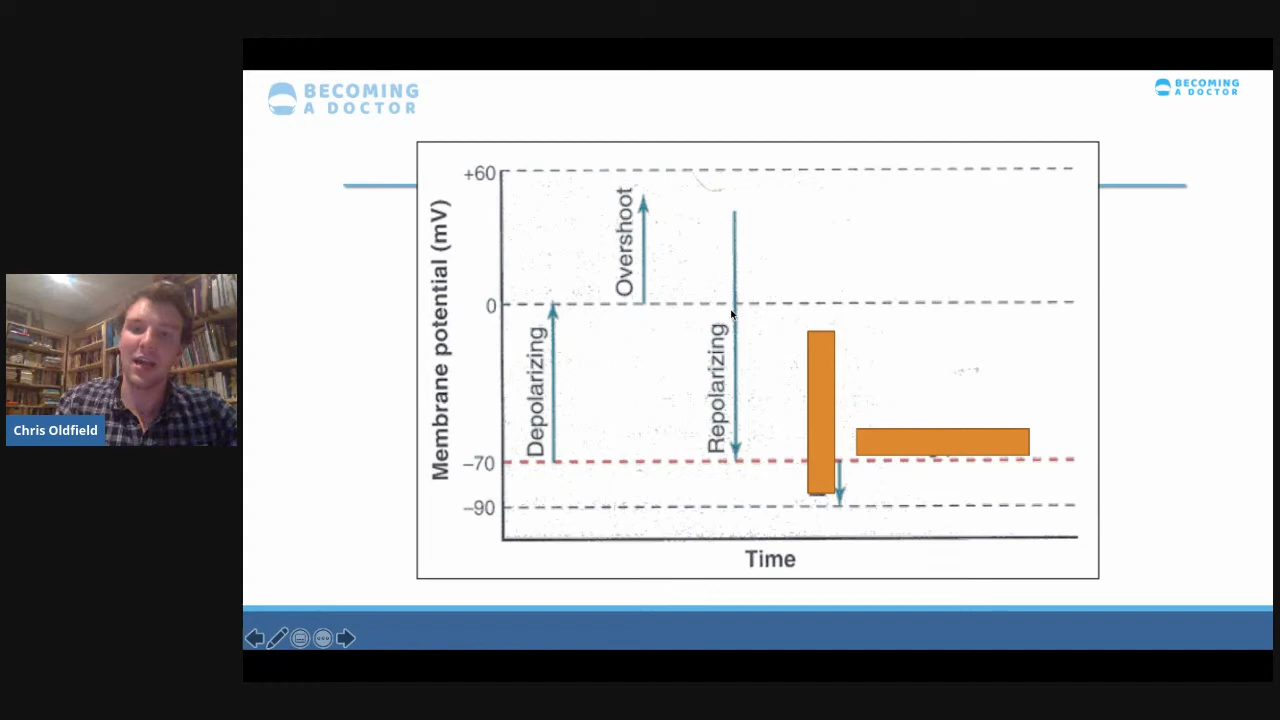 BECOMING
A DOCTOR
BECOMING
A DOCTOR
Membrane potential (mV)
+60
0
−70
−90
Depolarizing
Overshoot
Repolarizing
Time
Chris Oldfield